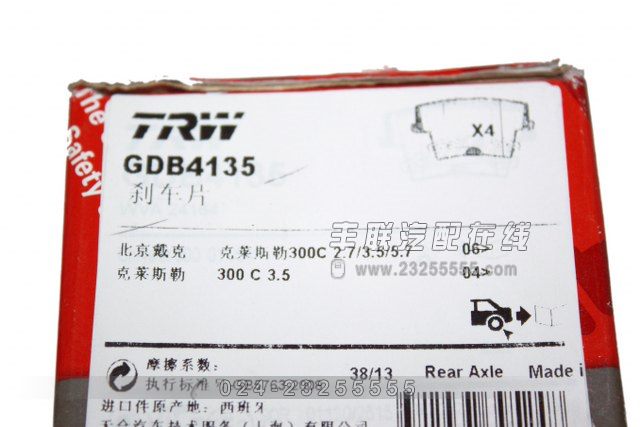 The
Safety
TRW
X4
GDB4135
刹车片
丰联汽配在线
北京戴克 克莱斯勒300C 2.7/3.5/5.7 06>
www.23255555.com
克莱斯勒 300 C 3.5 04>
摩擦系数: 38/13 Rear Axle Made i
执行标准
024-23255555
进口件原产地: 西班牙